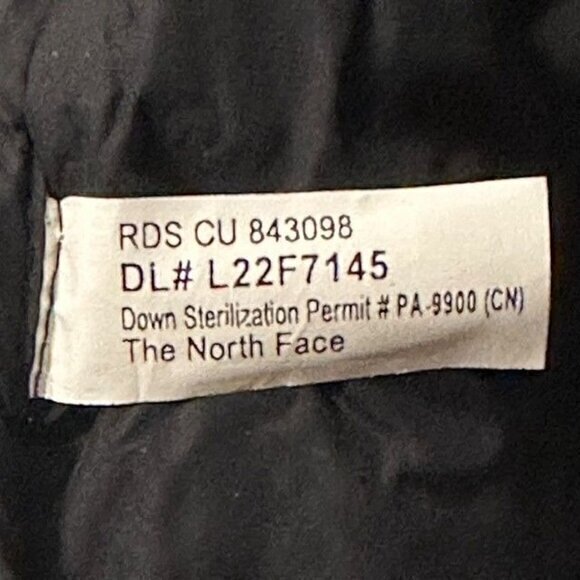 RDS CU 843098
DL# L22F7145
Down Sterilization Permit # PA-9900 (CN)
The North Face